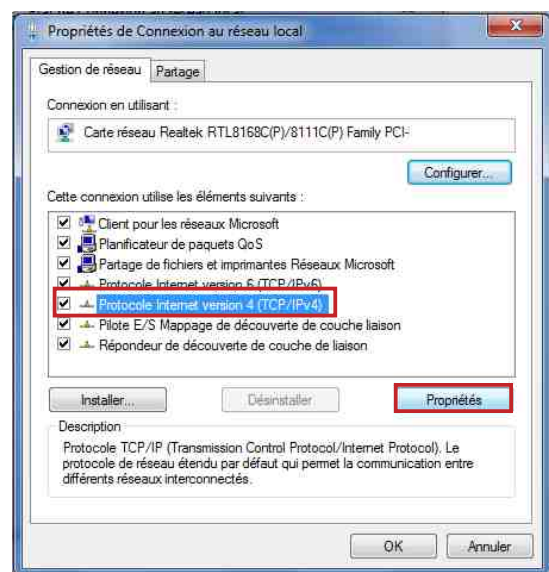 Propriétés de Connexion au réseau local
Gestion de réseau
Partage
Connexion en utilisant :
Carte réseau Realtek RTL8168C(P)/8111C(P) Family PCI-
Configurer...
Cette connexion utilise les éléments suivants :
Client pour les réseaux Microsoft
Planificateur de paquets QoS
Partage de fichiers et imprimantes Réseaux Microsoft
Protocole Internet version 6 (TCP/IPv6)
Protocole Internet version 4 (TCP/IPv4)
Pilote E/S Mappage de découverte de couche liaison
Répondeur de découverte de couche de liaison
Installer...
Désinstaller
Propriétés
Description
Protocole TCP/IP (Transmission Control Protocol/Internet Protocol). Le
protocole de réseau étendu par défaut qui permet la communication entre
différents réseaux interconnectés.
OK
Annuler